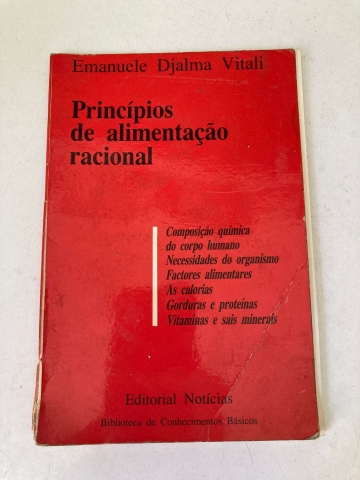 Emanuele Djalma Vitali
Princípios
de alimentação
racional
Composição química
do corpo humano
Necessidades do organismo
Factores alimentares
As calorias
Gorduras e proteínas
Vitaminas e sais minerais
Editorial Notícias
Biblioteca de Conhecimentos Básicos